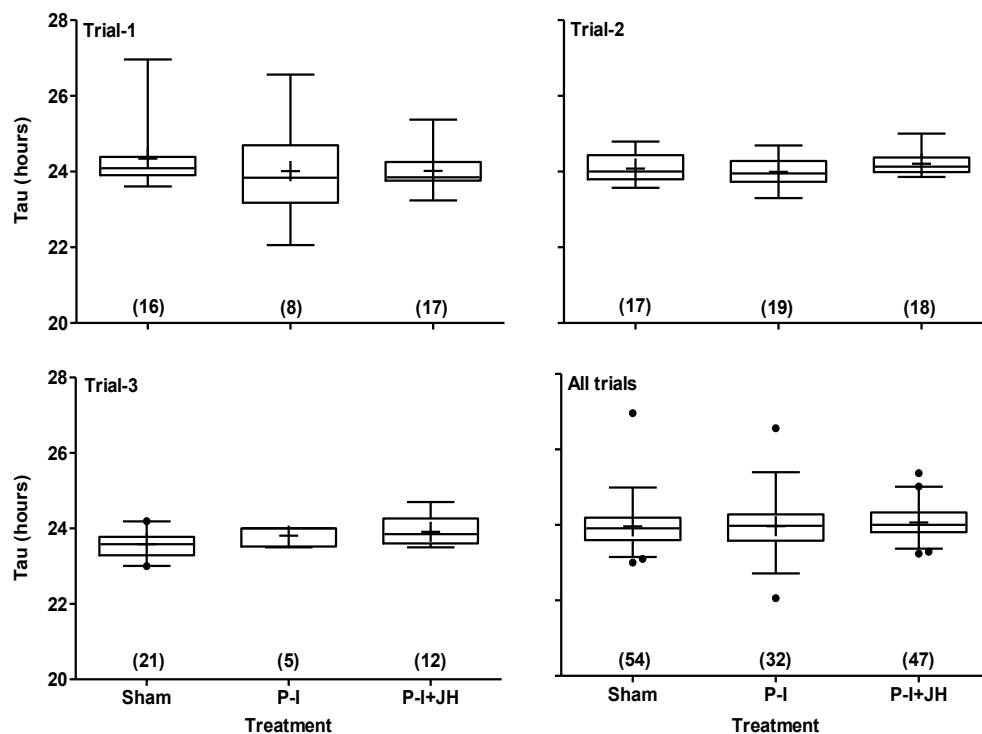 Trial-1
28
26
24
22
20
Tau (hours)
(16) (8) (17)
Trial-2
(17) (19) (18)
Trial-3
28
26
24
22
20
Tau (hours)
(21) (5) (12)
Sham P-I P-I+JH
Treatment
All trials
(54) (32) (47)
Sham P-I P-I+JH
Treatment